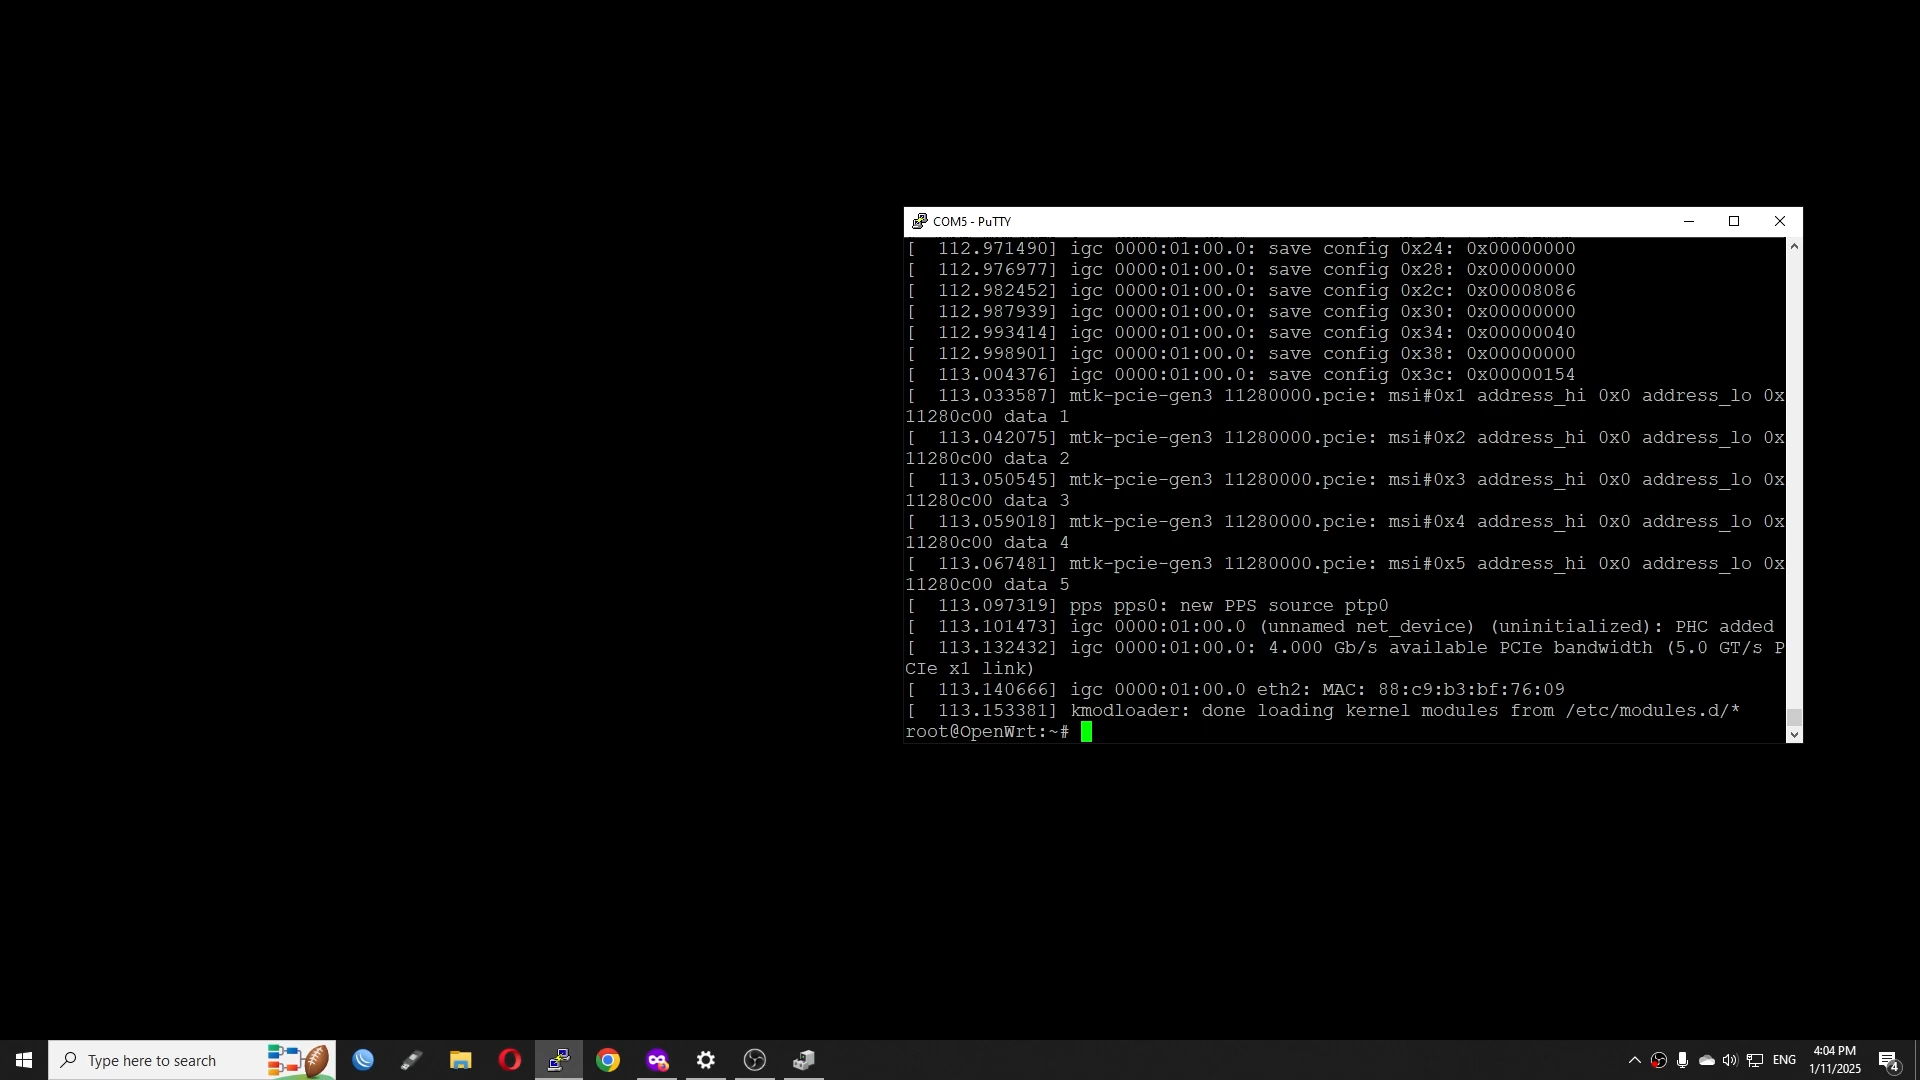 COM5 - PuTTY
[  112.971490] igc 0000:01:00.0: save config 0x24: 0x00000000
[  112.976977] igc 0000:01:00.0: save config 0x28: 0x00000000
[  112.982452] igc 0000:01:00.0: save config 0x2c: 0x00008086
[  112.987939] igc 0000:01:00.0: save config 0x30: 0x00000000
[  112.993414] igc 0000:01:00.0: save config 0x34: 0x00000040
[  112.998901] igc 0000:01:00.0: save config 0x38: 0x00000000
[  113.004376] igc 0000:01:00.0: save config 0x3c: 0x00000154
[  113.033587] mtk-pcie-gen3 11280000.pcie: msi#0x1 address_hi 0x0 address_lo 0x
11280c00 data 1
[  113.042075] mtk-pcie-gen3 11280000.pcie: msi#0x2 address_hi 0x0 address_lo 0x
11280c00 data 2
[  113.050545] mtk-pcie-gen3 11280000.pcie: msi#0x3 address_hi 0x0 address_lo 0x
11280c00 data 3
[  113.059018] mtk-pcie-gen3 11280000.pcie: msi#0x4 address_hi 0x0 address_lo 0x
11280c00 data 4
[  113.067481] mtk-pcie-gen3 11280000.pcie: msi#0x5 address_hi 0x0 address_lo 0x
11280c00 data 5
[  113.097319] pps pps0: new PPS source ptp0
[  113.101473] igc 0000:01:00.0 (unnamed net_device) (uninitialized): PHC added
[  113.132432] igc 0000:01:00.0: 4.000 Gb/s available PCIe bandwidth (5.0 GT/s P
CIe x1 link)
[  113.140666] igc 0000:01:00.0 eth2: MAC: 88:c9:b3:bf:76:09
[  113.153381] kmodloader: done loading kernel modules from /etc/modules.d/*
root@OpenWrt:~#
Type here to search
ENG
4:04 PM
1/11/2025
4